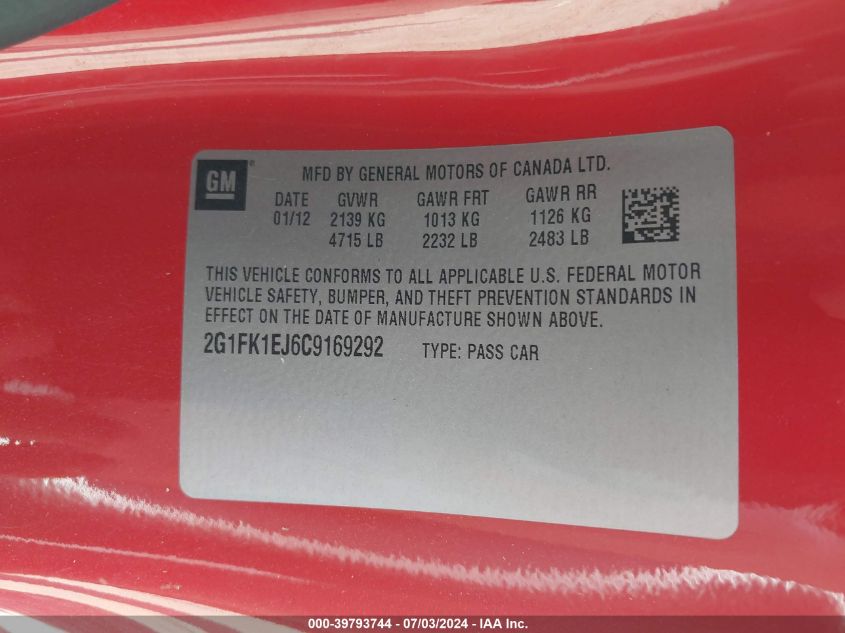 GM
MFD BY GENERAL MOTORS OF CANADA LTD.
DATE GVWR GAWR FRT GAWR RR
01/12 2139 KG 1013 KG 1126 KG
4715 LB 2232 LB 2483 LB
THIS VEHICLE CONFORMS TO ALL APPLICABLE U.S. FEDERAL MOTOR
VEHICLE SAFETY, BUMPER, AND THEFT PREVENTION STANDARDS IN
EFFECT ON THE DATE OF MANUFACTURE SHOWN ABOVE.
2G1FK1EJ6C9169292 TYPE: PASS CAR
000-39793744 / 07/03/2024 - IAA Inc.